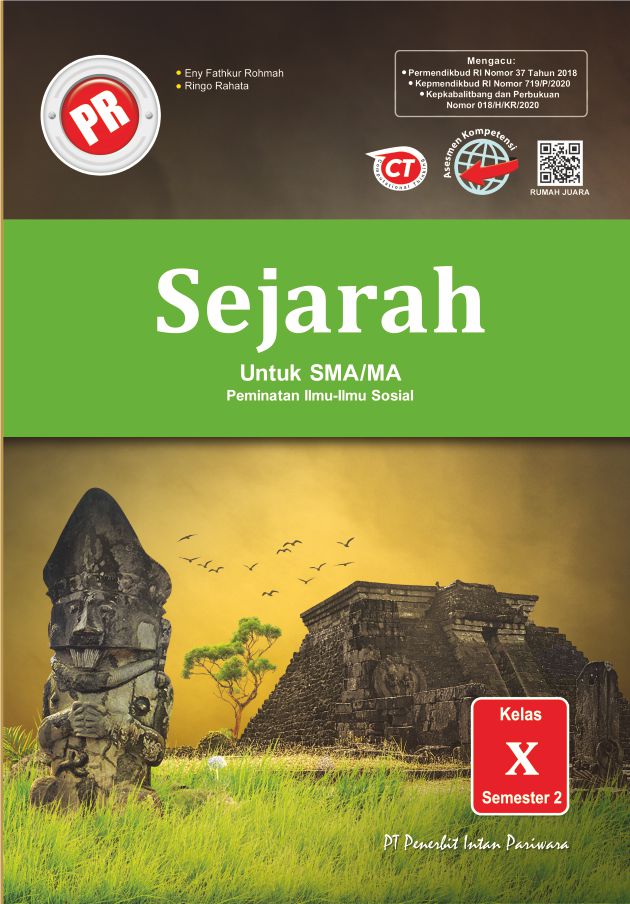 PR
• Eny Fathkur Rohmah
• Ringo Rahata
Mengacu:
• Permendikbud RI Nomor 37 Tahun 2018
• Kepmendikbud RI Nomor 719/P/2020
• Kepkabalitbang dan Perbukuan
Nomor 018/H/KR/2020
CT
Computational Thinking
Asesmen Kompetensi
RUMAH JUARA
Sejarah
Untuk SMA/MA
Peminatan Ilmu-Ilmu Sosial
Kelas
X
Semester 2
PT Penerbit Intan Pariwara